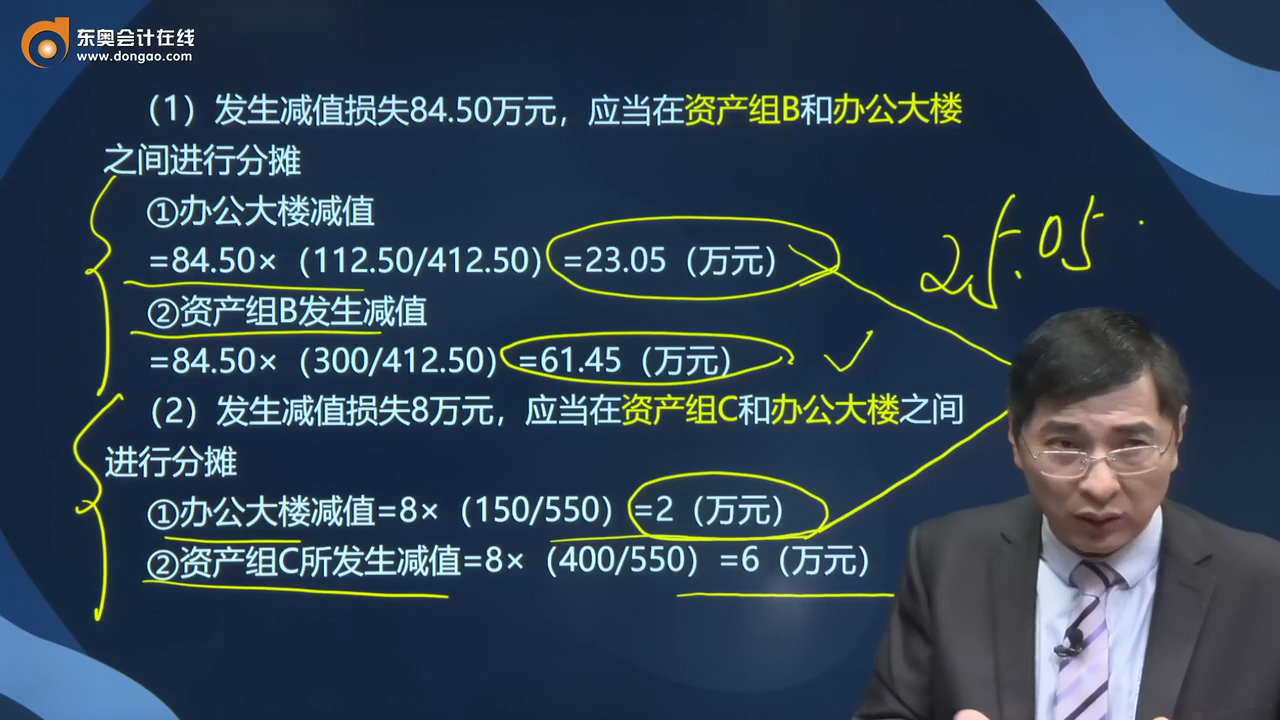 东奥会计在线
www.dongao.com
（1）发生减值损失84.50万元，应当在资产组B和办公大楼
之间进行分摊
①办公大楼减值
=84.50×（112.50/412.50）=23.05（万元）
②资产组B发生减值
=84.50×（300/412.50）=61.45（万元）
（2）发生减值损失8万元，应当在资产组C和办公大楼之间
进行分摊
①办公大楼减值=8×（150/550）=2（万元）
②资产组C所发生减值=8×（400/550）=6（万元）
25.05